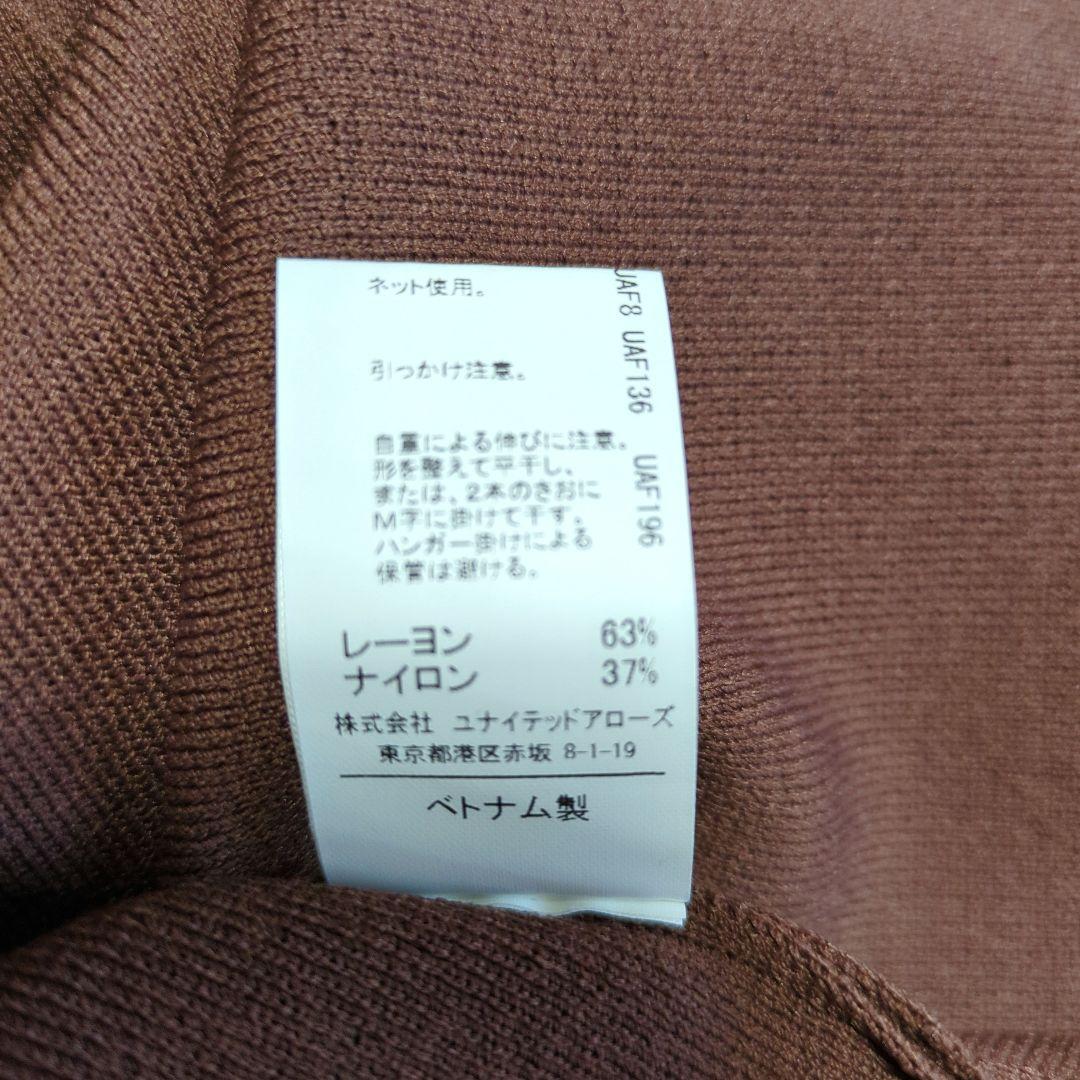 ネット使用。
引っかけ注意。
自重による伸びに注意。
形を整えて平干し、
または、2本のさおに
M字に掛けて干す。
ハンガー掛けによる
保管は避ける。
UAF8 UAF136 UAF196
レーヨン 63%
ナイロン 37%
株式会社 ユナイテッドアローズ
東京都港区赤坂 8-1-19
ベトナム製